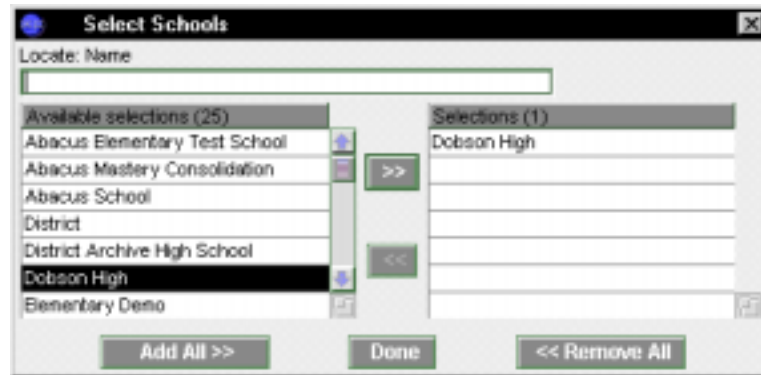 Select Schools
Locate: Name
Available selections (25)
Selections (1)
Abacus Elementary Test School
Dobson High
Abacus Mastery Consolidation
>>
Abacus School
District
District Archive High School
<<
Dobson High
Elementary Demo
Add All >>
Done
<< Remove All